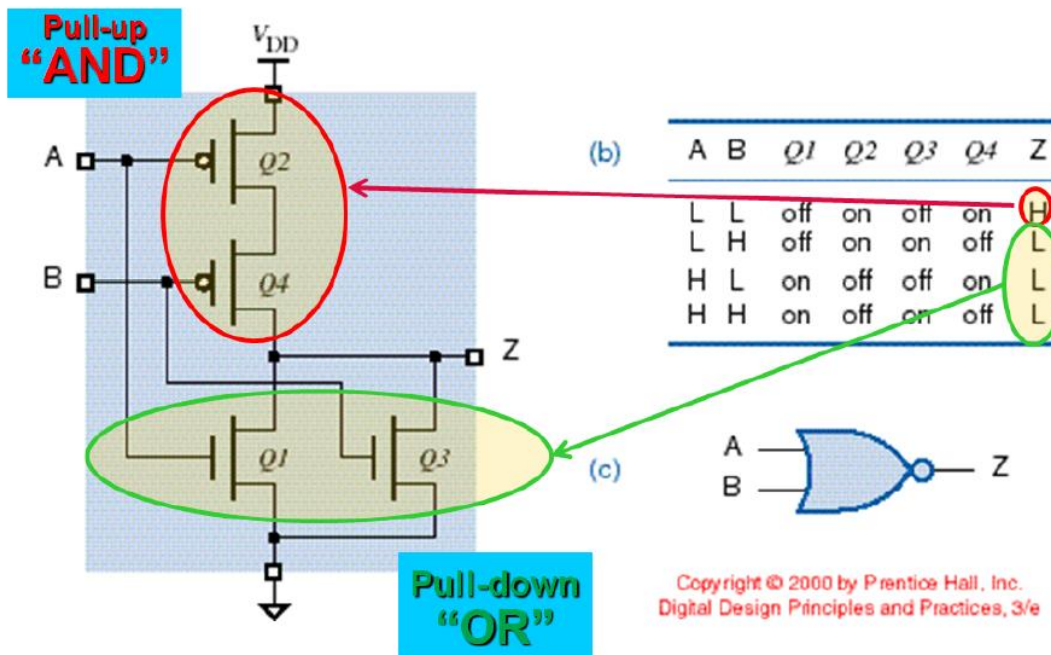 Pull-up
“AND”
VDD
A
Q2
B
Q4
Z
Q1
Q3
Pull-down
“OR”
(b)
A B Q1 Q2 Q3 Q4 Z
L L off on off on H
L H off on on off L
H L on off off on L
H H on off on off L
(c)
A
B
Z
Copyright © 2000 by Prentice Hall, Inc.
Digital Design Principles and Practices, 3/e